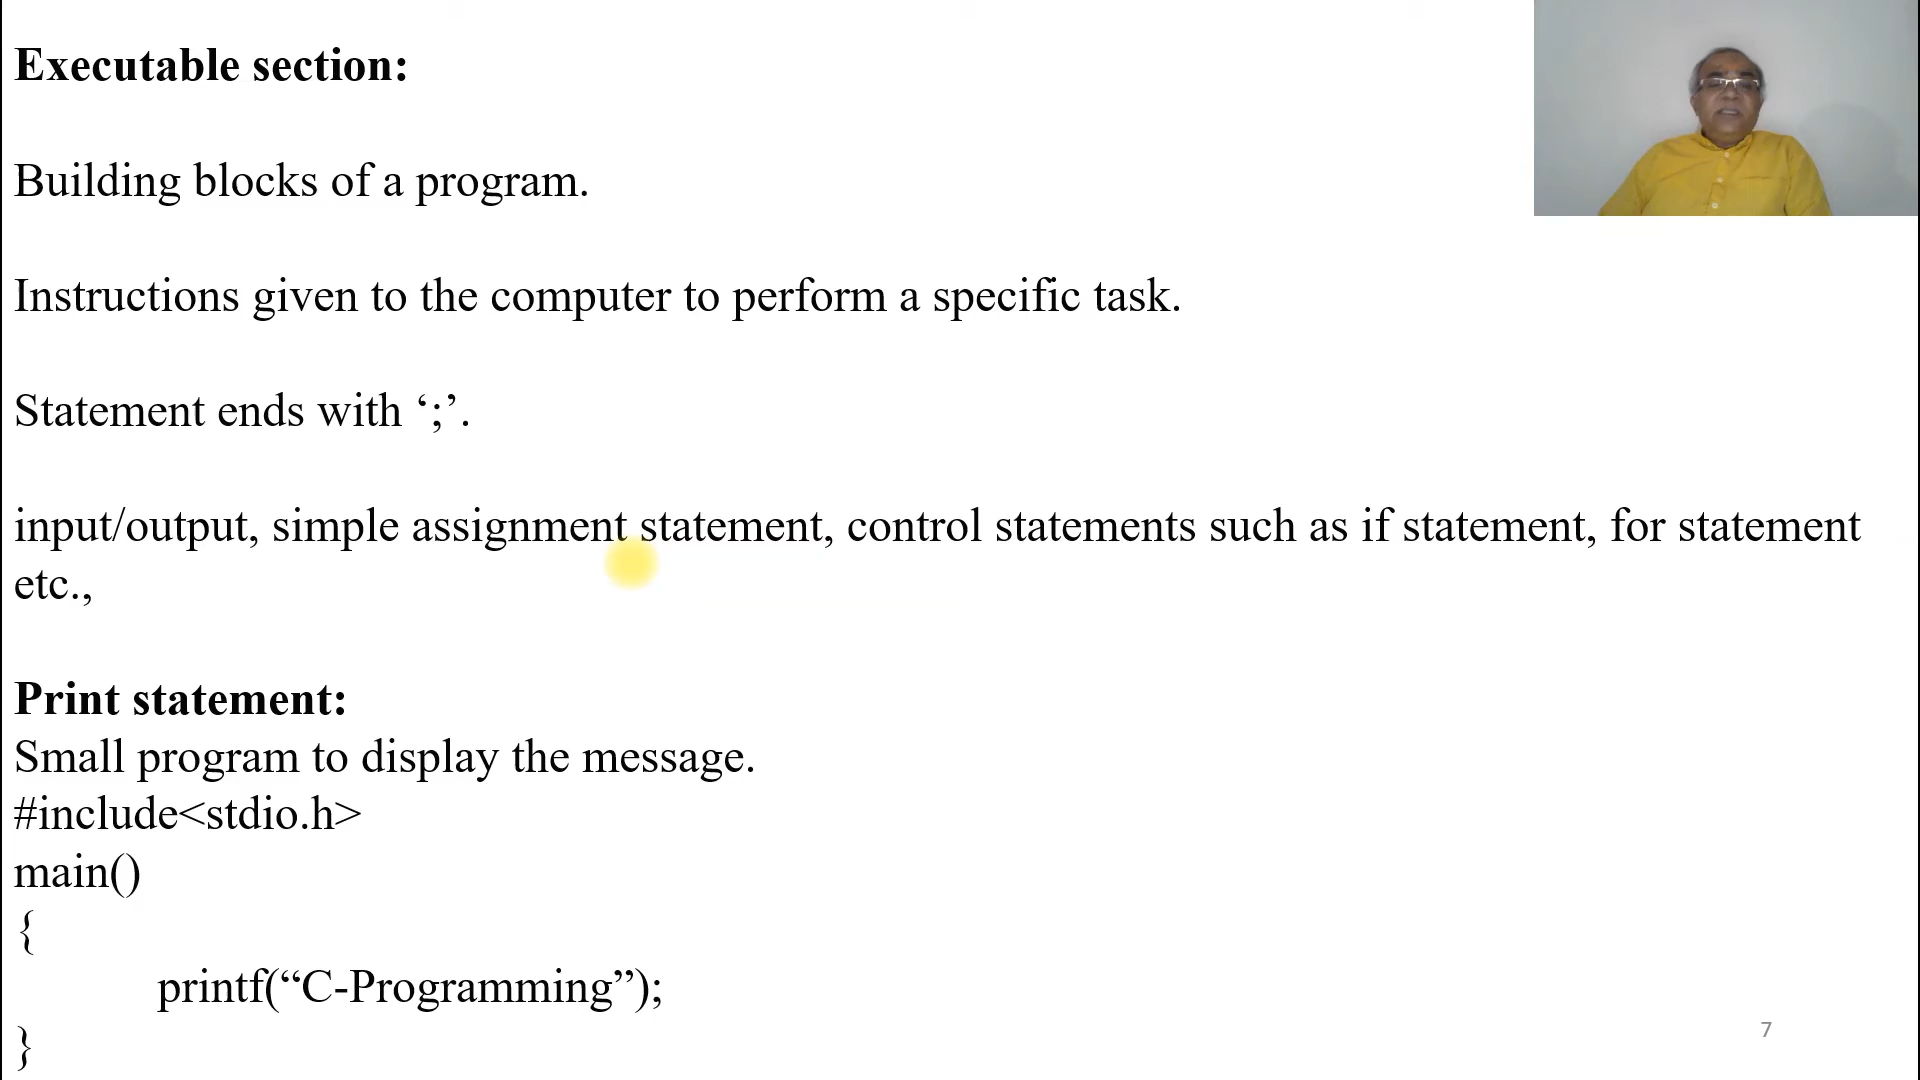 Executable section:
Building blocks of a program.
Instructions given to the computer to perform a specific task.
Statement ends with ‘;’.
input/output, simple assignment statement, control statements such as if statement, for statement
etc.,
Print statement:
Small program to display the message.
#include<stdio.h>
main()
{
printf(“C-Programming”);
}
7